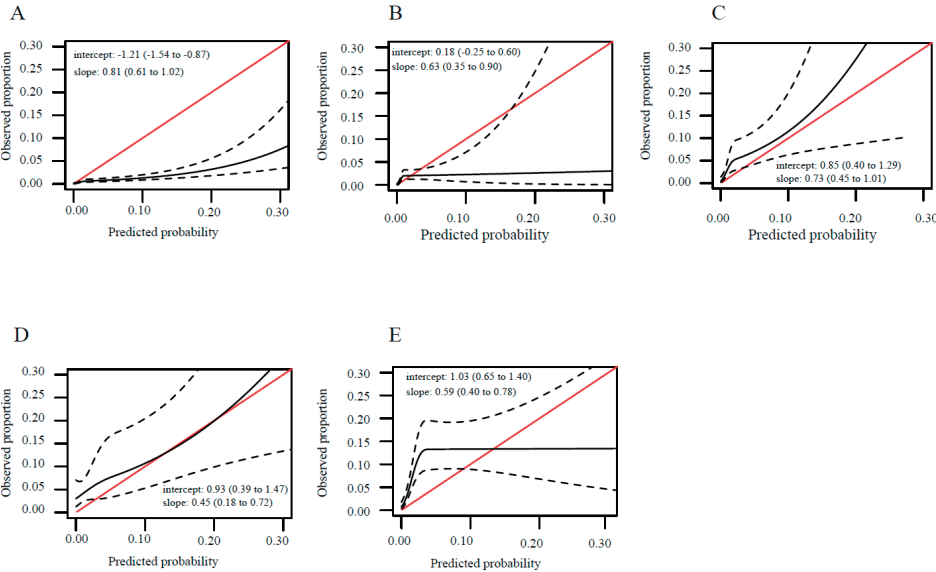 A
intercept: -1.21 (-1.54 to -0.87)
slope: 0.81 (0.61 to 1.02)
Observed proportion
0.30
0.25
0.20
0.15
0.10
0.05
0.00
0.00 0.10 0.20 0.30
Predicted probability
B
intercept: 0.18 (-0.25 to 0.60)
slope: 0.63 (0.35 to 0.90)
Observed proportion
0.30
0.25
0.20
0.15
0.10
0.05
0.00
0.00 0.10 0.20 0.30
Predicted probability
C
intercept: 0.85 (0.40 to 1.29)
slope: 0.73 (0.45 to 1.01)
Observed proportion
0.30
0.25
0.20
0.15
0.10
0.05
0.00
0.00 0.10 0.20 0.30
Predicted probability
D
intercept: 0.93 (0.39 to 1.47)
slope: 0.45 (0.18 to 0.72)
Observed proportion
0.30
0.25
0.20
0.15
0.10
0.05
0.00
0.00 0.10 0.20 0.30
Predicted probability
E
intercept: 1.03 (0.65 to 1.40)
slope: 0.59 (0.40 to 0.78)
Observed proportion
0.30
0.25
0.20
0.15
0.10
0.05
0.00
0.00 0.10 0.20 0.30
Predicted probability